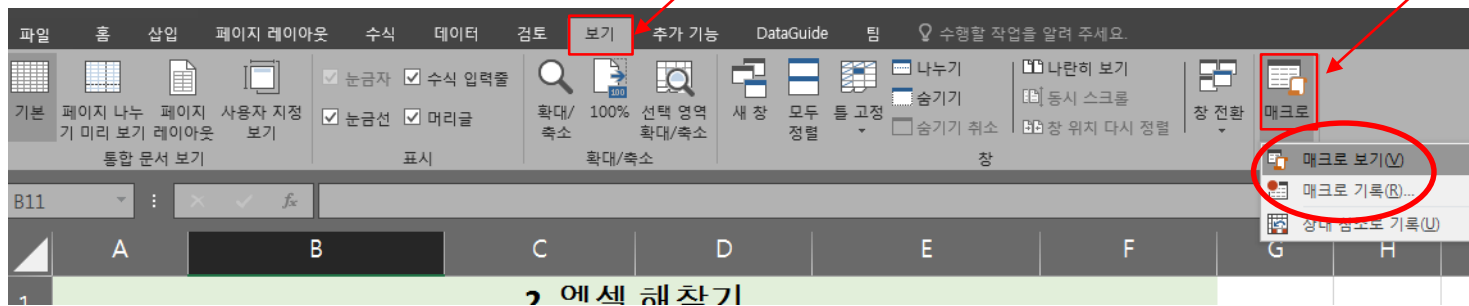 파일 홈 삽입 페이지 레이아웃 수식 데이터 검토 보기 추가 기능 DataGuide 팀 수행할 작업을 알려 주세요.
기본
페이지 나누
기 미리 보기
페이지
레이아웃
사용자 지정
보기
통합 문서 보기
눈금자 수식 입력줄
눈금선 머리글
표시
확대/
축소
100%
선택 영역
확대/축소
확대/축소
새 창
모두
정렬
틀 고정
나누기
숨기기
숨기기 취소
나란히 보기
동시 스크롤
창 위치 다시 정렬
창 전환
창
매크로
매크로 보기(V)
매크로 기록(R)...
상대 참조로 기록(U)
B11 fx
A B C D E F G H
1 2. 엑셀 해찾기